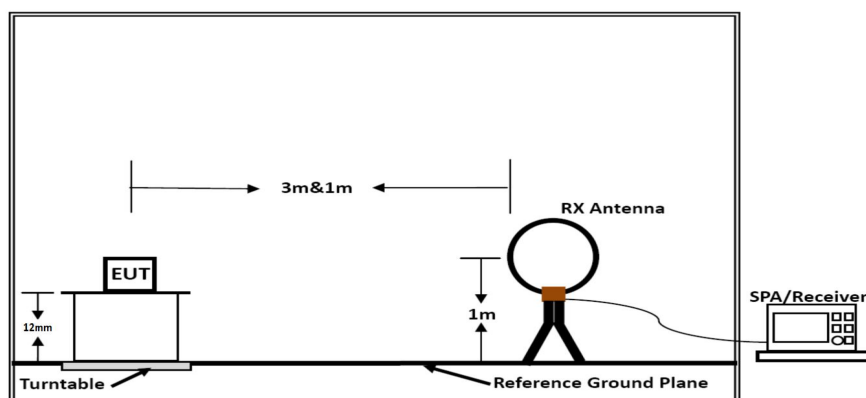 3m&1m
RX Antenna
EUT
12mm
1m
SPA/Receiver
Turntable
Reference Ground Plane